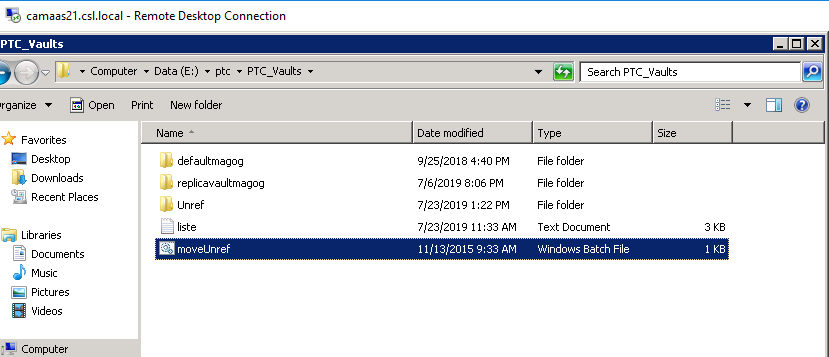 camaas21.csl.local - Remote Desktop Connection
PTC_Vaults
Computer Data (E:) ptc PTC_Vaults Search PTC_Vaults
Organize Open Print New folder
Name Date modified Type Size
Favorites
Desktop
Downloads
Recent Places
Libraries
Documents
Music
Pictures
Videos
Computer
defaultmagog 9/25/2018 4:40 PM File folder
replicavaultmagog 7/6/2019 8:06 PM File folder
Unref 7/23/2019 1:22 PM File folder
liste 7/23/2019 11:33 AM Text Document 3 KB
moveUnref 11/13/2015 9:33 AM Windows Batch File 1 KB